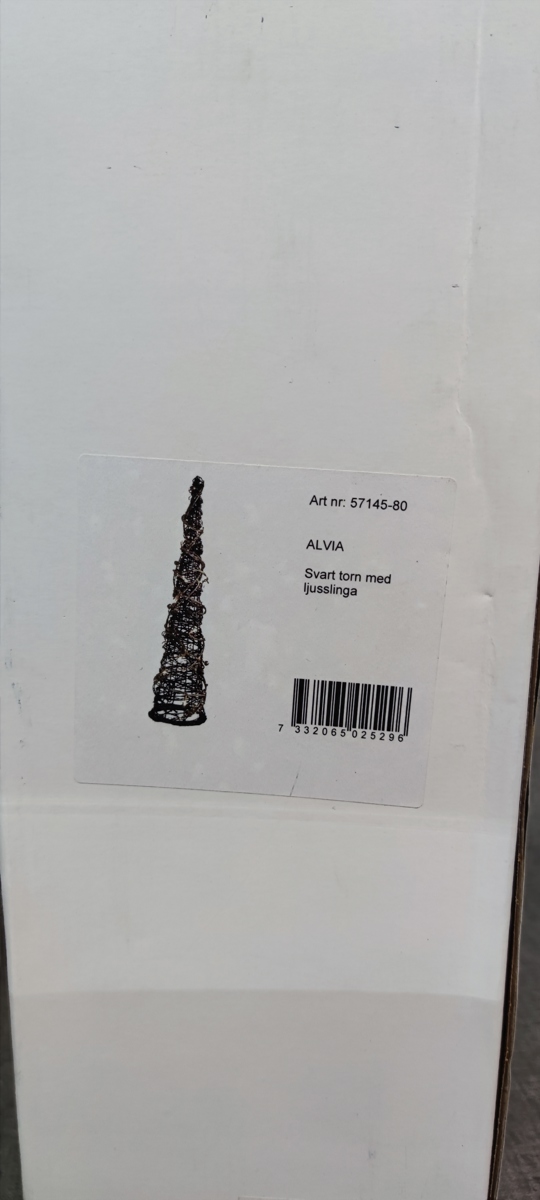 Art nr: 57145-80
ALVIA
Svart torn med
ljusslinga
7 332065 025296